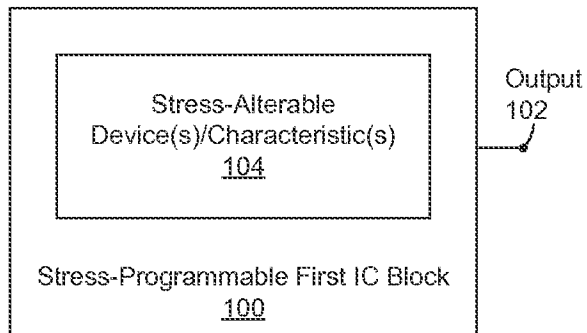 Stress-Alterable
Device(s)/Characteristic(s)
104
Output
102
Stress-Programmable First IC Block
100